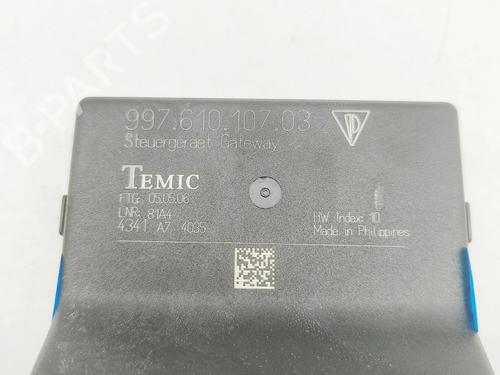 997.610.107.03
Steuergeraet Gateway
TEMIC
FTG: 05.05.06
LNR: 81A4
4341 A7 4035
HW Index: 10
Made in Philippines
B-PARTS